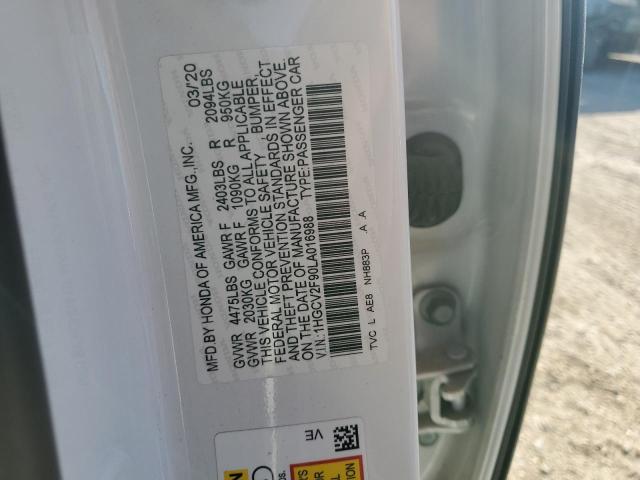 MFD.BY HONDA OF AMERICA MFG.,INC. 03/20
GVWR 4475LBS GAWR F 2403LBS R 2094LBS
GVWR 2030KG GAWR F 1090KG R 950KG
THIS VEHICLE CONFORMS TO ALL APPLICABLE
FEDERAL MOTOR VEHICLE SAFETY , BUMPER,
AND THEFT PREVENTION STANDARDS IN EFFECT
ON THE DATE OF MANUFACTURE SHOWN ABOVE.
V.I.N.:1HGCV2F90LA016988 TYPE:PASSENGER CAR
TVC L AE8 NH883P .A .A
VE